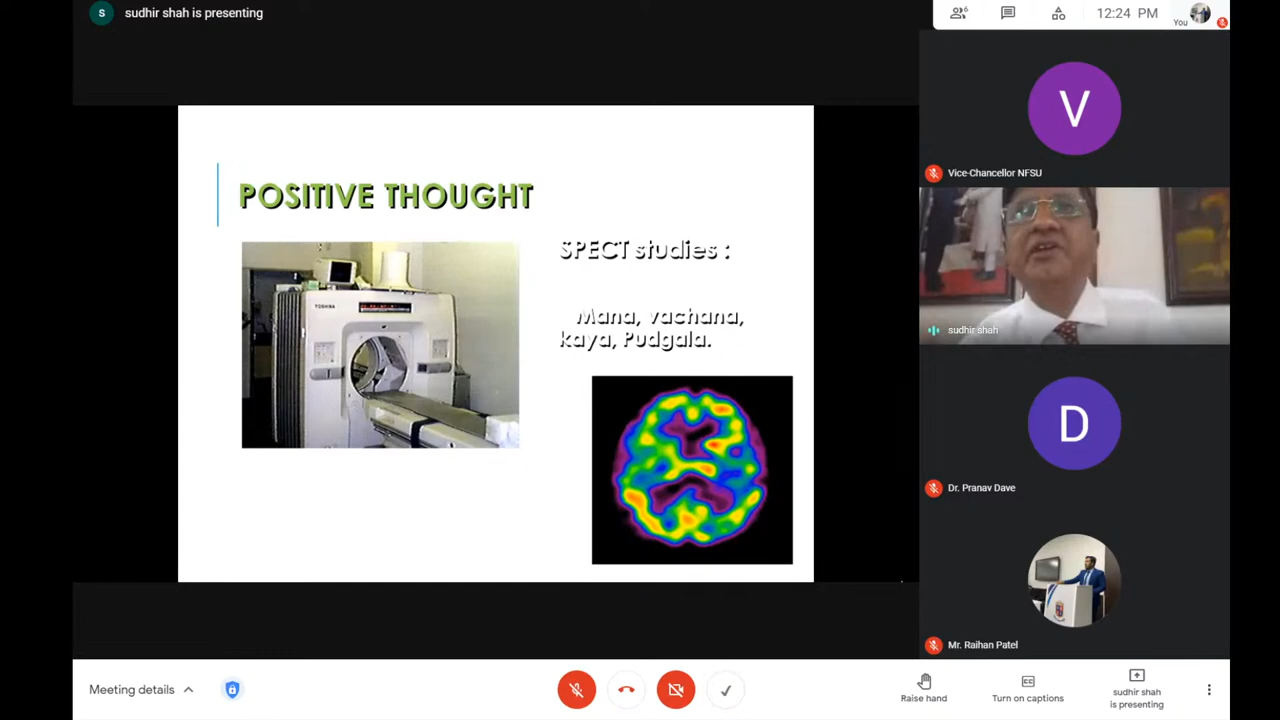 S
sudhir shah is presenting
6
12:24 PM
You
POSITIVE THOUGHT
TOSHIBA
SPECT studies :
Mana, vachana,
kaya, Pudgala.
V
Vice-Chancellor NFSU
sudhir shah
D
Dr. Pranav Dave
Mr. Raihan Patel
Meeting details
Raise hand
CC
Turn on captions
sudhir shah
is presenting